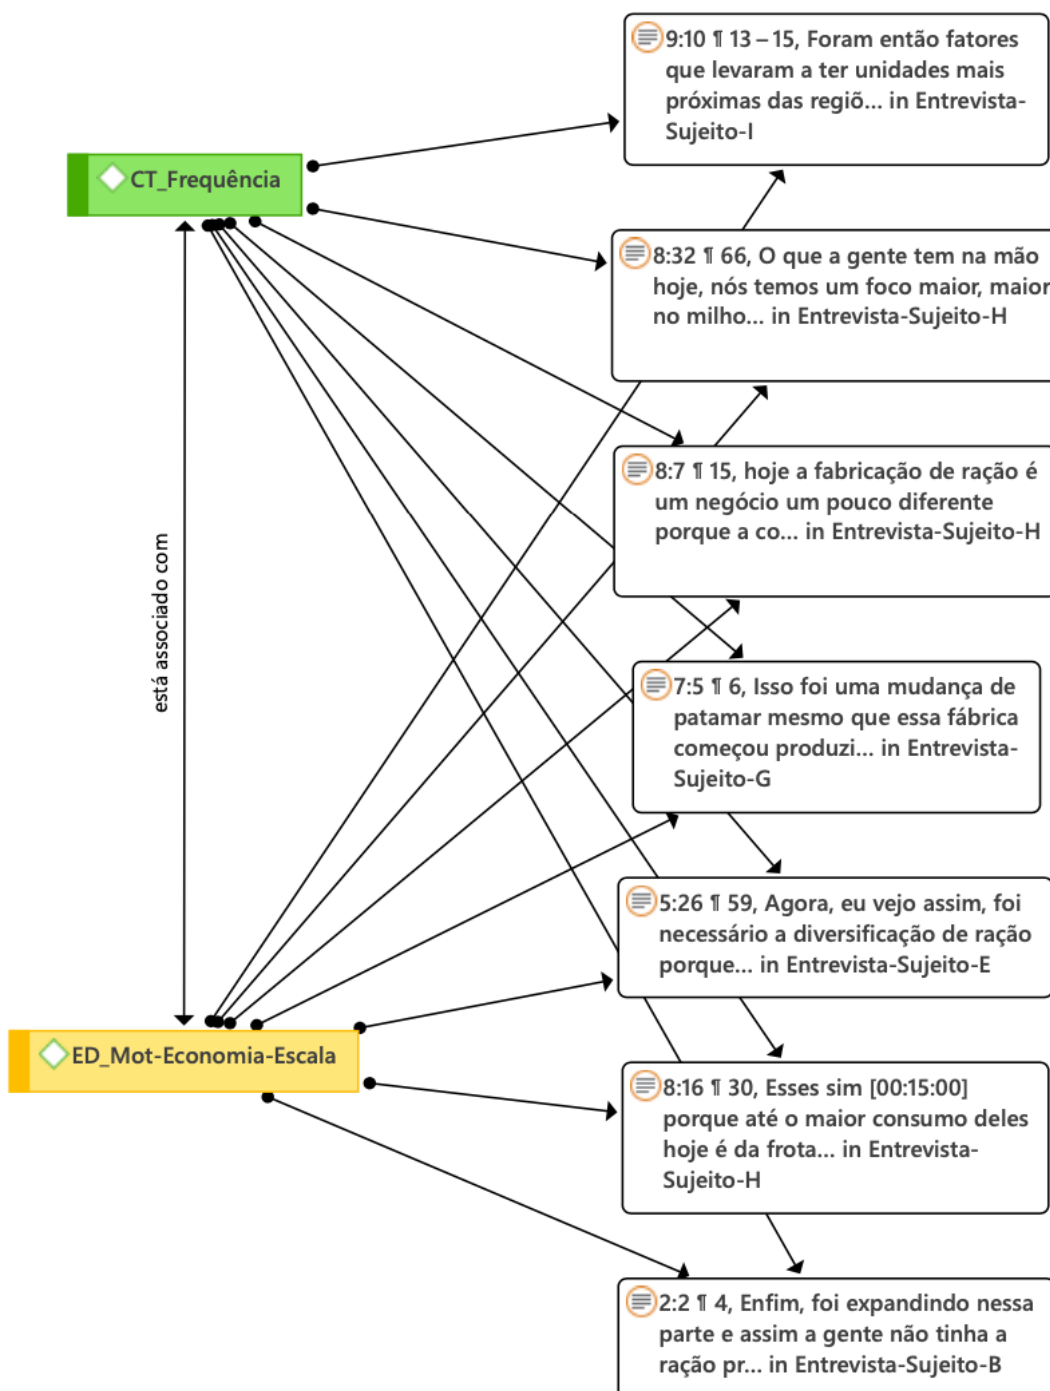 9:10 ¶ 13 – 15, Foram então fatores
que levaram a ter unidades mais
próximas das regiõ... in Entrevista-
Sujeito-I
CT_Frequência
8:32 ¶ 66, O que a gente tem na mão
hoje, nós temos um foco maior, maior
no milho... in Entrevista-Sujeito-H
8:7 ¶ 15, hoje a fabricação de ração é
um negócio um pouco diferente
porque a co... in Entrevista-Sujeito-H
está associado com
7:5 ¶ 6, Isso foi uma mudança de
patamar mesmo que essa fábrica
começou produzi... in Entrevista-
Sujeito-G
5:26 ¶ 59, Agora, eu vejo assim, foi
necessário a diversificação de ração
porque... in Entrevista-Sujeito-E
ED_Mot-Economia-Escala
8:16 ¶ 30, Esses sim [00:15:00]
porque até o maior consumo deles
hoje é da frota... in Entrevista-
Sujeito-H
2:2 ¶ 4, Enfim, foi expandindo nessa
parte e assim a gente não tinha a
ração pr... in Entrevista-Sujeito-B